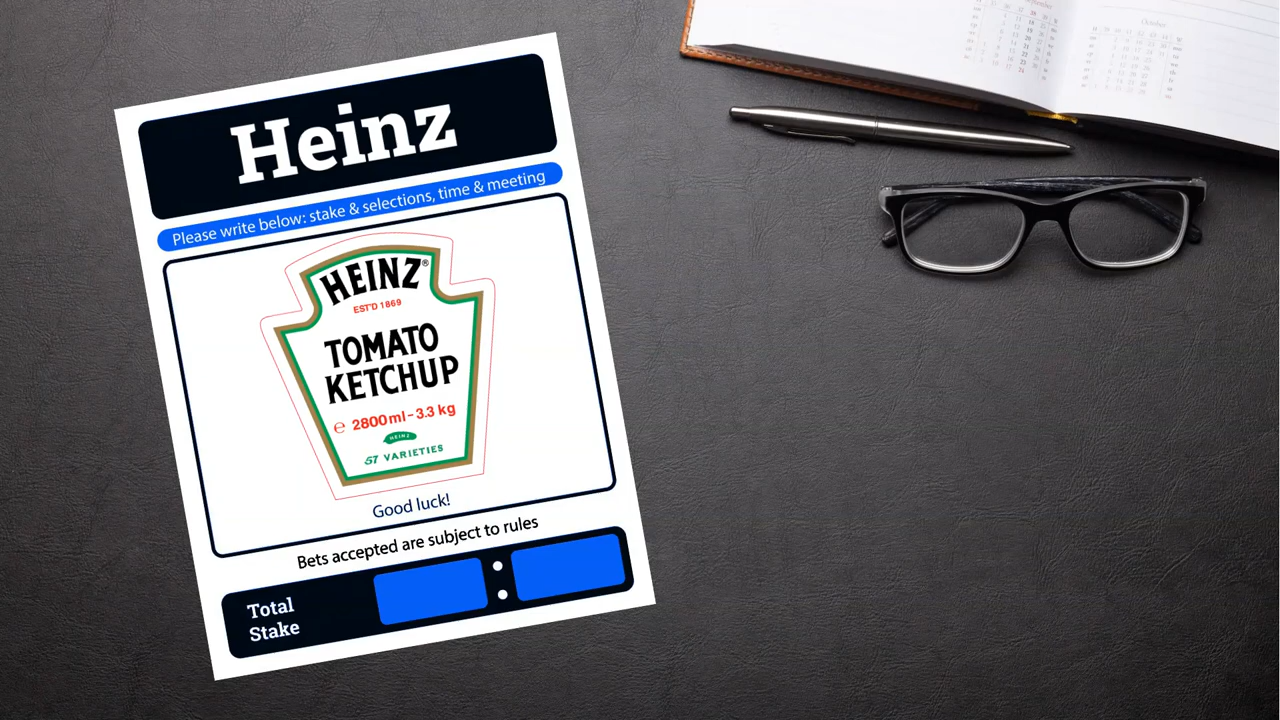 Heinz
Please write below: stake & selections, time & meeting
HEINZ®
EST'D 1869
TOMATO
KETCHUP
℮ 2800ml - 3.3 kg
HEINZ
57 VARIETIES
Good luck!
Bets accepted are subject to rules
Total
Stake
October